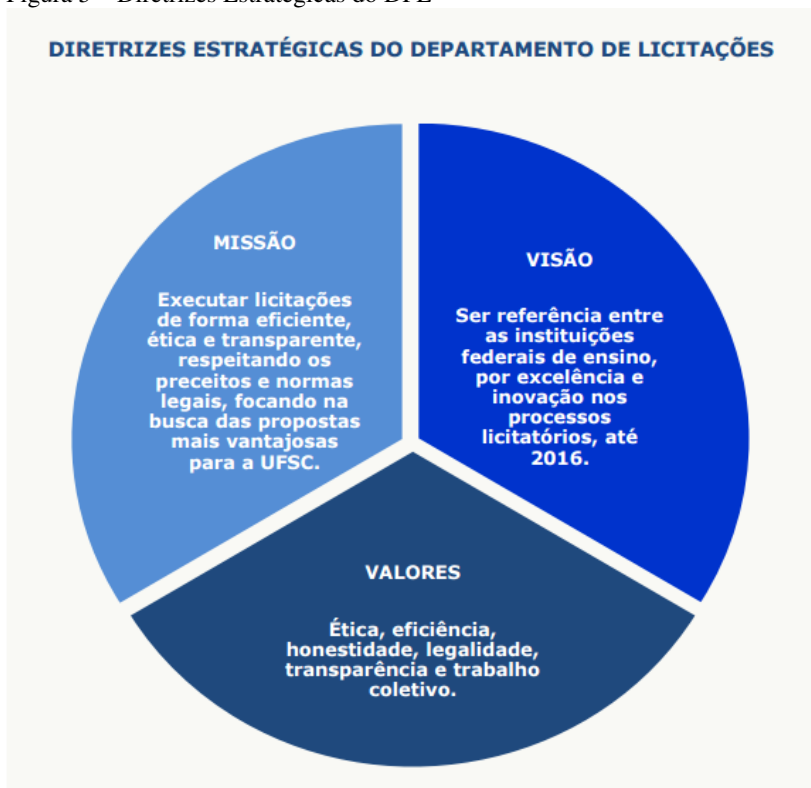 DIRETRIZES ESTRATÉGICAS DO DEPARTAMENTO DE LICITAÇÕES
MISSÃO
Executar licitações
de forma eficiente,
ética e transparente,
respeitando os
preceitos e normas
legais, focando na
busca das propostas
mais vantajosas
para a UFSC.
VISÃO
Ser referência entre
as instituições
federais de ensino,
por excelência e
inovação nos
processos
licitatórios, até
2016.
VALORES
Ética, eficiência,
honestidade, legalidade,
transparência e trabalho
coletivo.